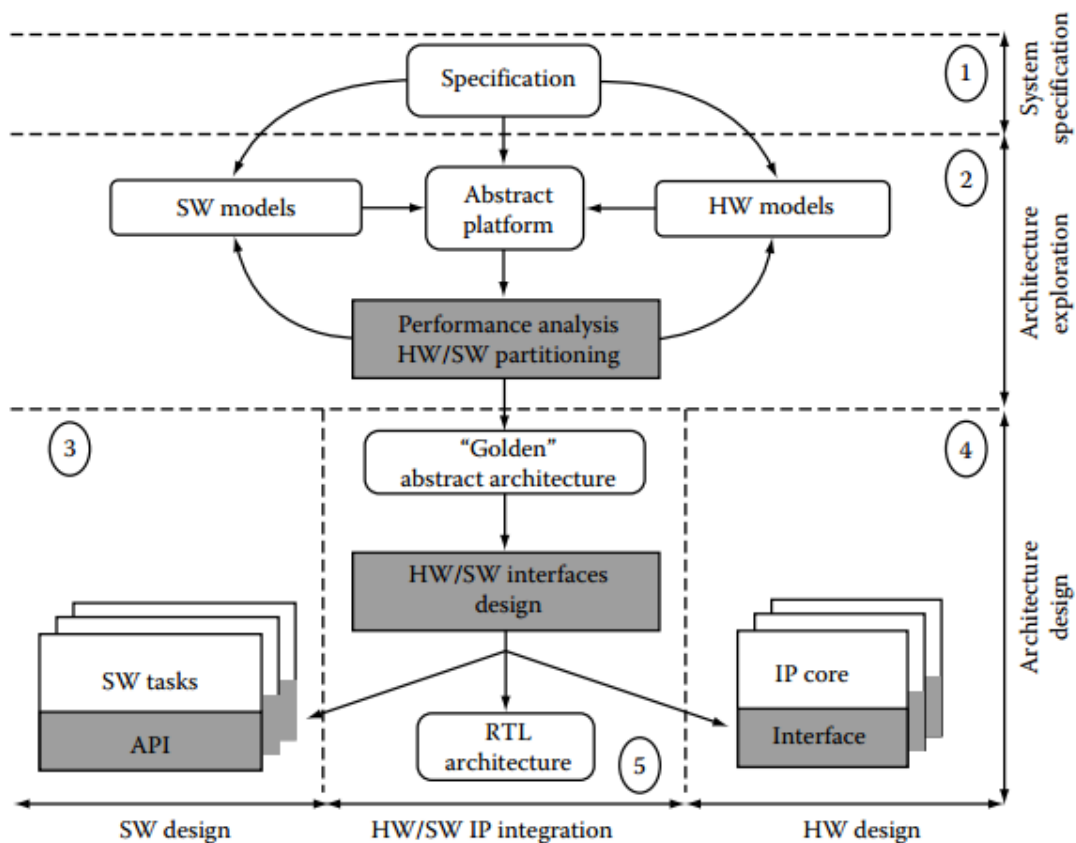 Specification
1
System
specification
SW models
Abstract
platform
HW models
2
Performance analysis
HW/SW partitioning
Architecture
exploration
3
“Golden”
abstract architecture
4
HW/SW interfaces
design
Architecture
design
SW tasks
API
RTL
architecture
5
IP core
Interface
SW design
HW/SW IP integration
HW design